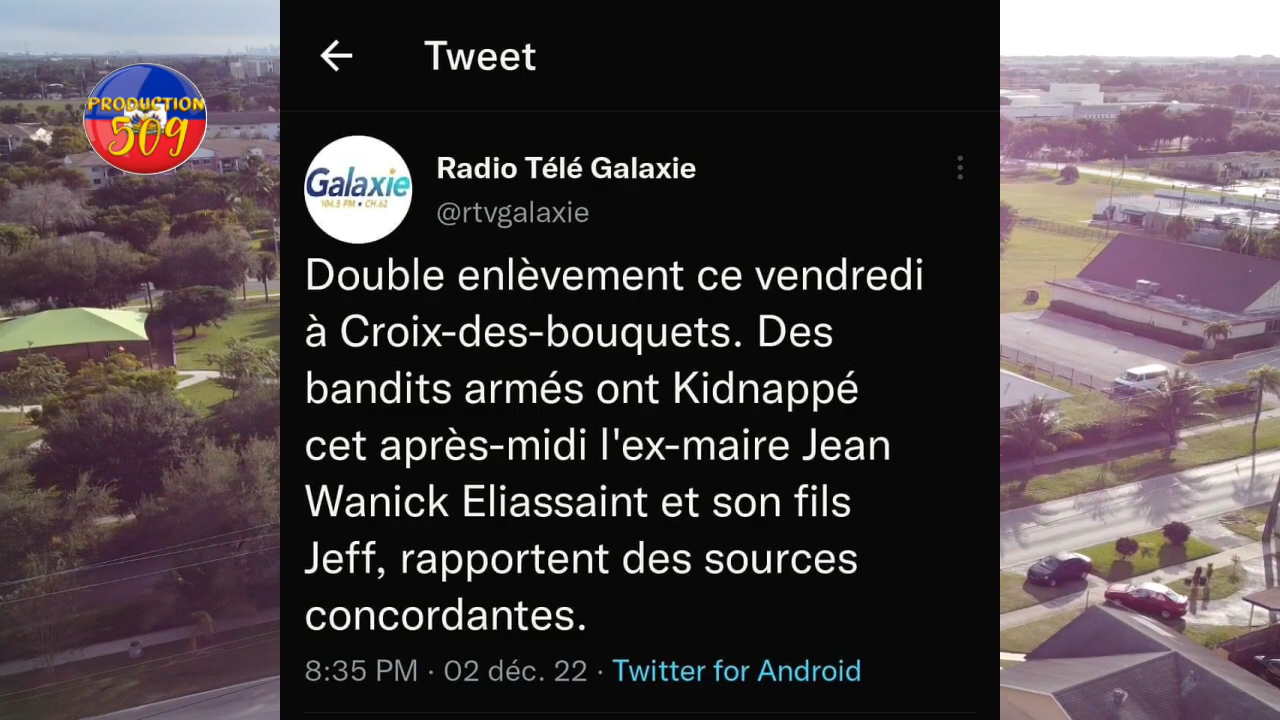 PRODUCTION
509
Tweet
Galaxie
104.5 FM • CH.62
Radio Télé Galaxie
@rtvgalaxie
Double enlèvement ce vendredi
à Croix-des-bouquets. Des
bandits armés ont Kidnappé
cet après-midi l'ex-maire Jean
Wanick Eliassaint et son fils
Jeff, rapportent des sources
concordantes.
8:35 PM · 02 déc. 22 · Twitter for Android